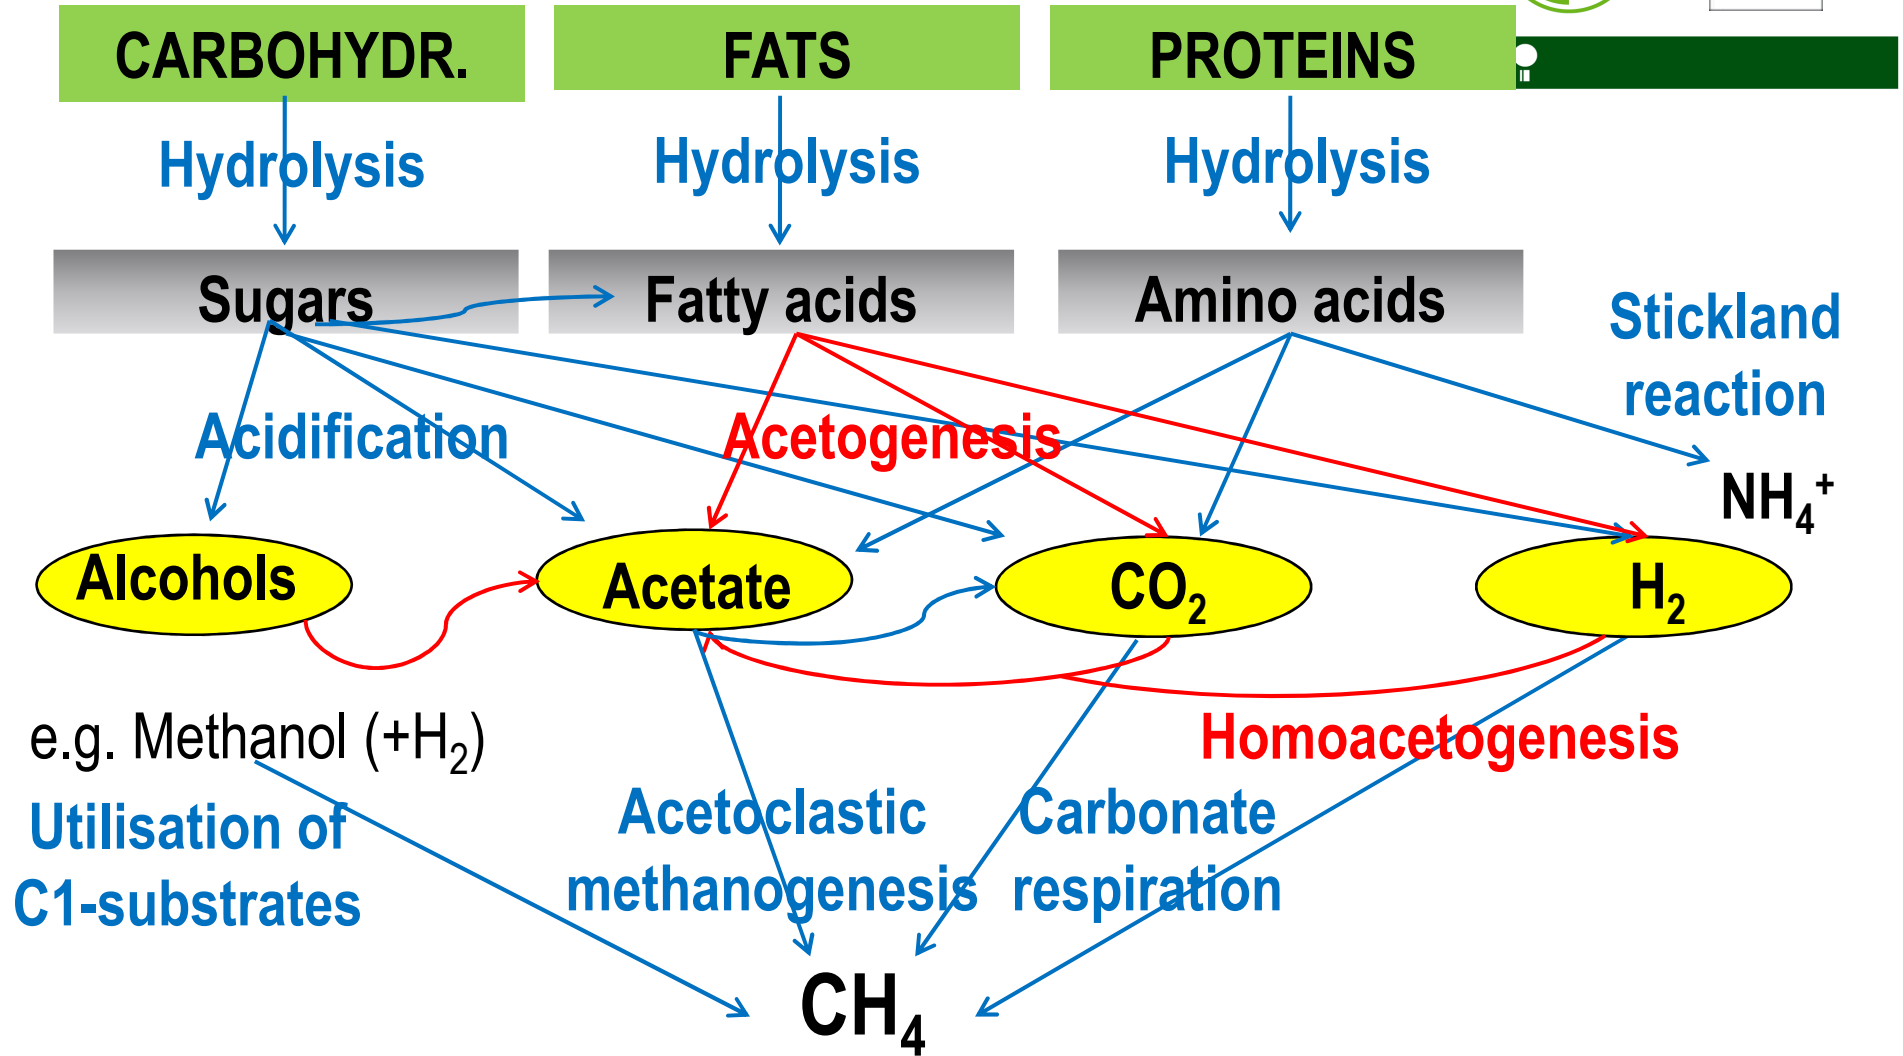 CARBOHYDR.
FATS
PROTEINS
Hydrolysis
Hydrolysis
Hydrolysis
Sugars
Fatty acids
Amino acids
Stickland
reaction
Acidification
Acetogenesis
NH₄⁺
Alcohols
Acetate
CO₂
H₂
e.g. Methanol (+H₂)
Homoacetogenesis
Utilisation of
C1-substrates
Acetoclastic
methanogenesis
Carbonate
respiration
CH₄